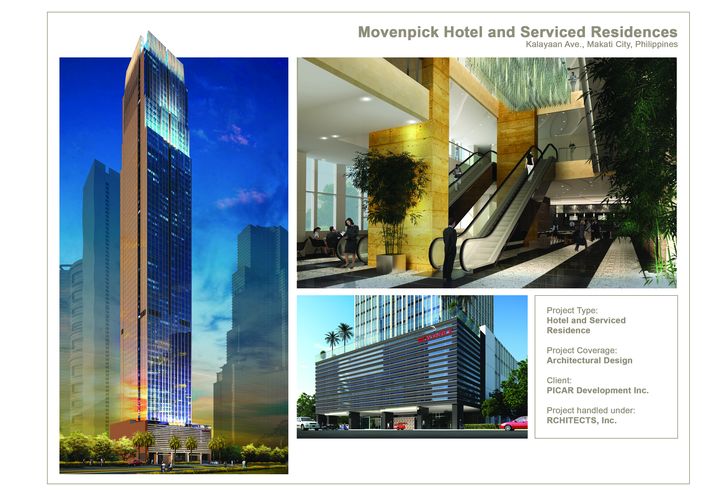 Movenpick Hotel and Serviced Residences
Kalayaan Ave., Makati City, Philippines
Project Type:
Hotel and Serviced
Residence
Project Coverage:
Architectural Design
Client:
PICAR Development Inc.
Project handled under:
RCHITECTS, Inc.